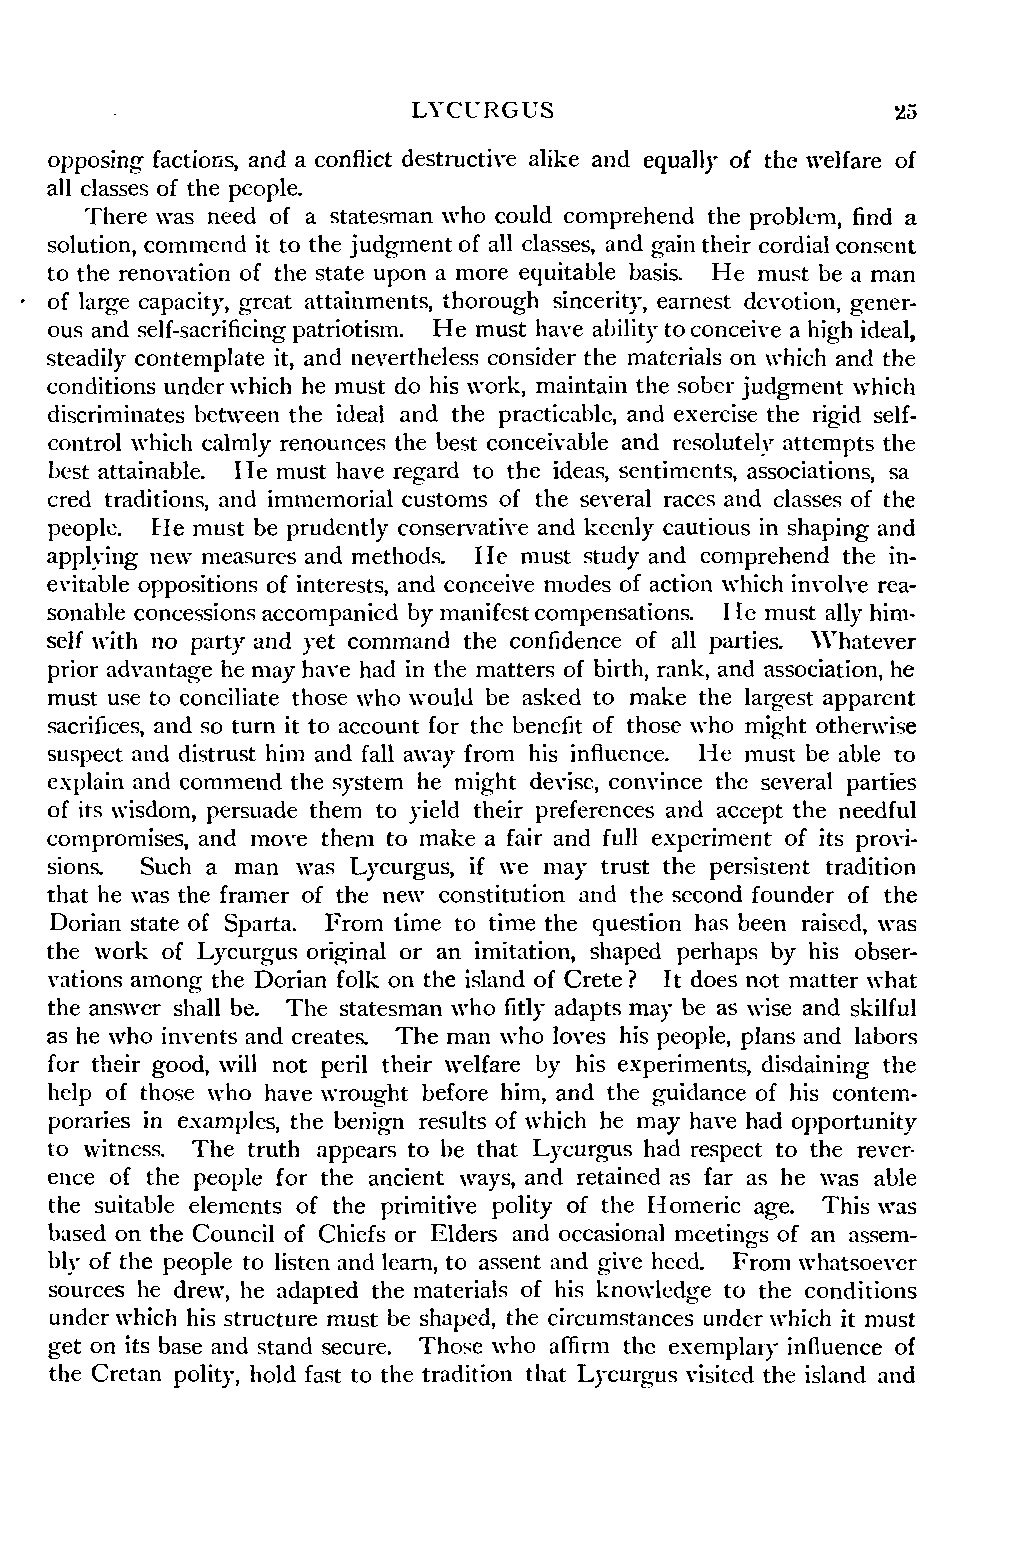 LYCURGUS 25
opposing factions, and a conflict destructive alike and equally of the welfare of
all classes of the people.
There was need of a statesman who could comprehend the problem, find a
solution, commend it to the judgment of all classes, and gain their cordial consent
to the renovation of the state upon a more equitable basis. He must be a man
of large capacity, great attainments, thorough sincerity, earnest devotion, gener-
ous and self-sacrificing patriotism. He must have ability to conceive a high ideal,
steadily contemplate it, and nevertheless consider the materials on which and the
conditions under which he must do his work, maintain the sober judgment which
discriminates between the ideal and the practicable, and exercise the rigid self-
control which calmly renounces the best conceivable and resolutely attempts the
best attainable. He must have regard to the ideas, sentiments, associations, sa
cred traditions, and immemorial customs of the several races and classes of the
people. He must be prudently conservative and keenly cautious in shaping and
applying new measures and methods. He must study and comprehend the in-
evitable oppositions of interests, and conceive modes of action which involve rea-
sonable concessions accompanied by manifest compensations. He must ally him-
self with no party and yet command the confidence of all parties. Whatever
prior advantage he may have had in the matters of birth, rank, and association, he
must use to conciliate those who would be asked to make the largest apparent
sacrifices, and so turn it to account for the benefit of those who might otherwise
suspect and distrust him and fall away from his influence. He must be able to
explain and commend the system he might devise, convince the several parties
of its wisdom, persuade them to yield their preferences and accept the needful
compromises, and move them to make a fair and full experiment of its provi-
sions. Such a man was Lycurgus, if we may trust the persistent tradition
that he was the framer of the new constitution and the second founder of the
Dorian state of Sparta. From time to time the question has been raised, was
the work of Lycurgus original or an imitation, shaped perhaps by his obser-
vations among the Dorian folk on the island of Crete? It does not matter what
the answer shall be. The statesman who fitly adapts may be as wise and skilful
as he who invents and creates. The man who loves his people, plans and labors
for their good, will not peril their welfare by his experiments, disdaining the
help of those who have wrought before him, and the guidance of his contem-
poraries in examples, the benign results of which he may have had opportunity
to witness. The truth appears to be that Lycurgus had respect to the rever-
ence of the people for the ancient ways, and retained as far as he was able
the suitable elements of the primitive polity of the Homeric age. This was
based on the Council of Chiefs or Elders and occasional meetings of an assem-
bly of the people to listen and learn, to assent and give heed. From whatsoever
sources he drew, he adapted the materials of his knowledge to the conditions
under which his structure must be shaped, the circumstances under which it must
get on its base and stand secure. Those who affirm the exemplary influence of
the Cretan polity, hold fast to the tradition that Lycurgus visited the island and